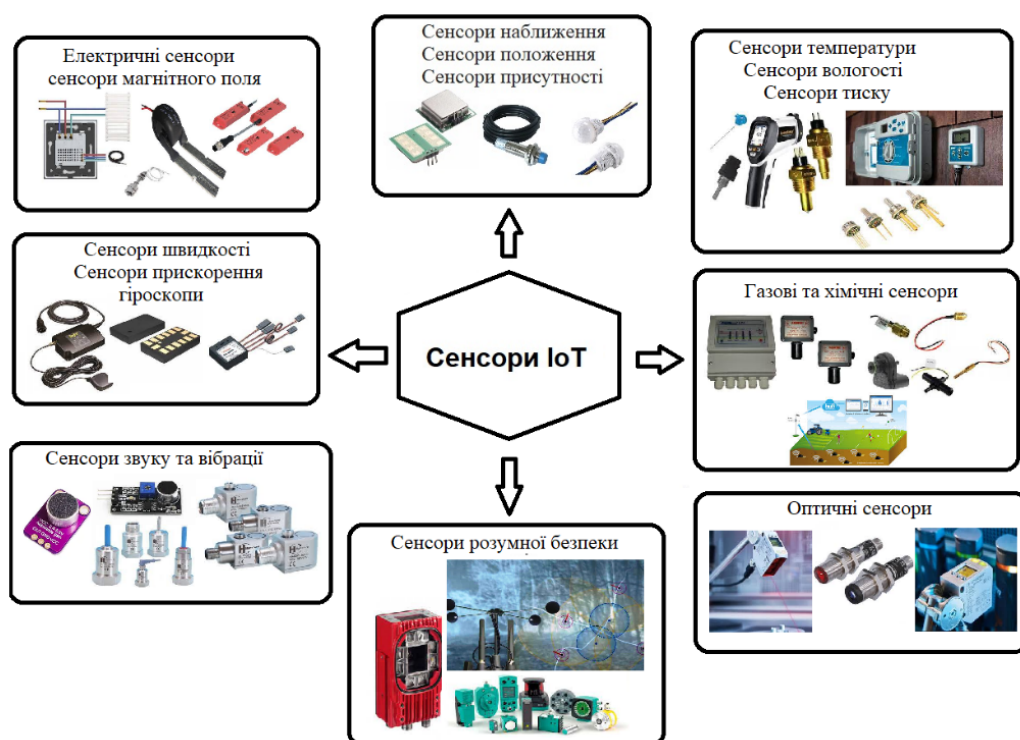 Електричні сенсори
сенсори магнітного поля
Сенсори наближення
Сенсори положення
Сенсори присутності
Сенсори температури
Сенсори вологості
Сенсори тиску
Сенсори швидкості
Сенсори прискорення
гіроскопи
Сенсори IoT
Газові та хімічні сенсори
Сенсори звуку та вібрації
Сенсори розумної безпеки
Оптичні сенсори